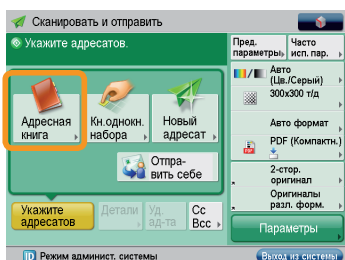 Сканировать и отправить
Укажите адресатов.
Адресная
книга
Кн.однокн.
набора
Новый
адресат
Отпра-
вить себе
Укажите
адресатов
Детали
Уд.
ад-та
Cc
Bcc
Пред.
параметры
Часто
исп. пар.
Авто
(Цв./Серый)
300x300 т/д
Авто формат
PDF (Компактн.)
2-стор.
оригинал
Оригиналы
разл. форм.
Параметры
ID Режим админист. системы
Выход из системы